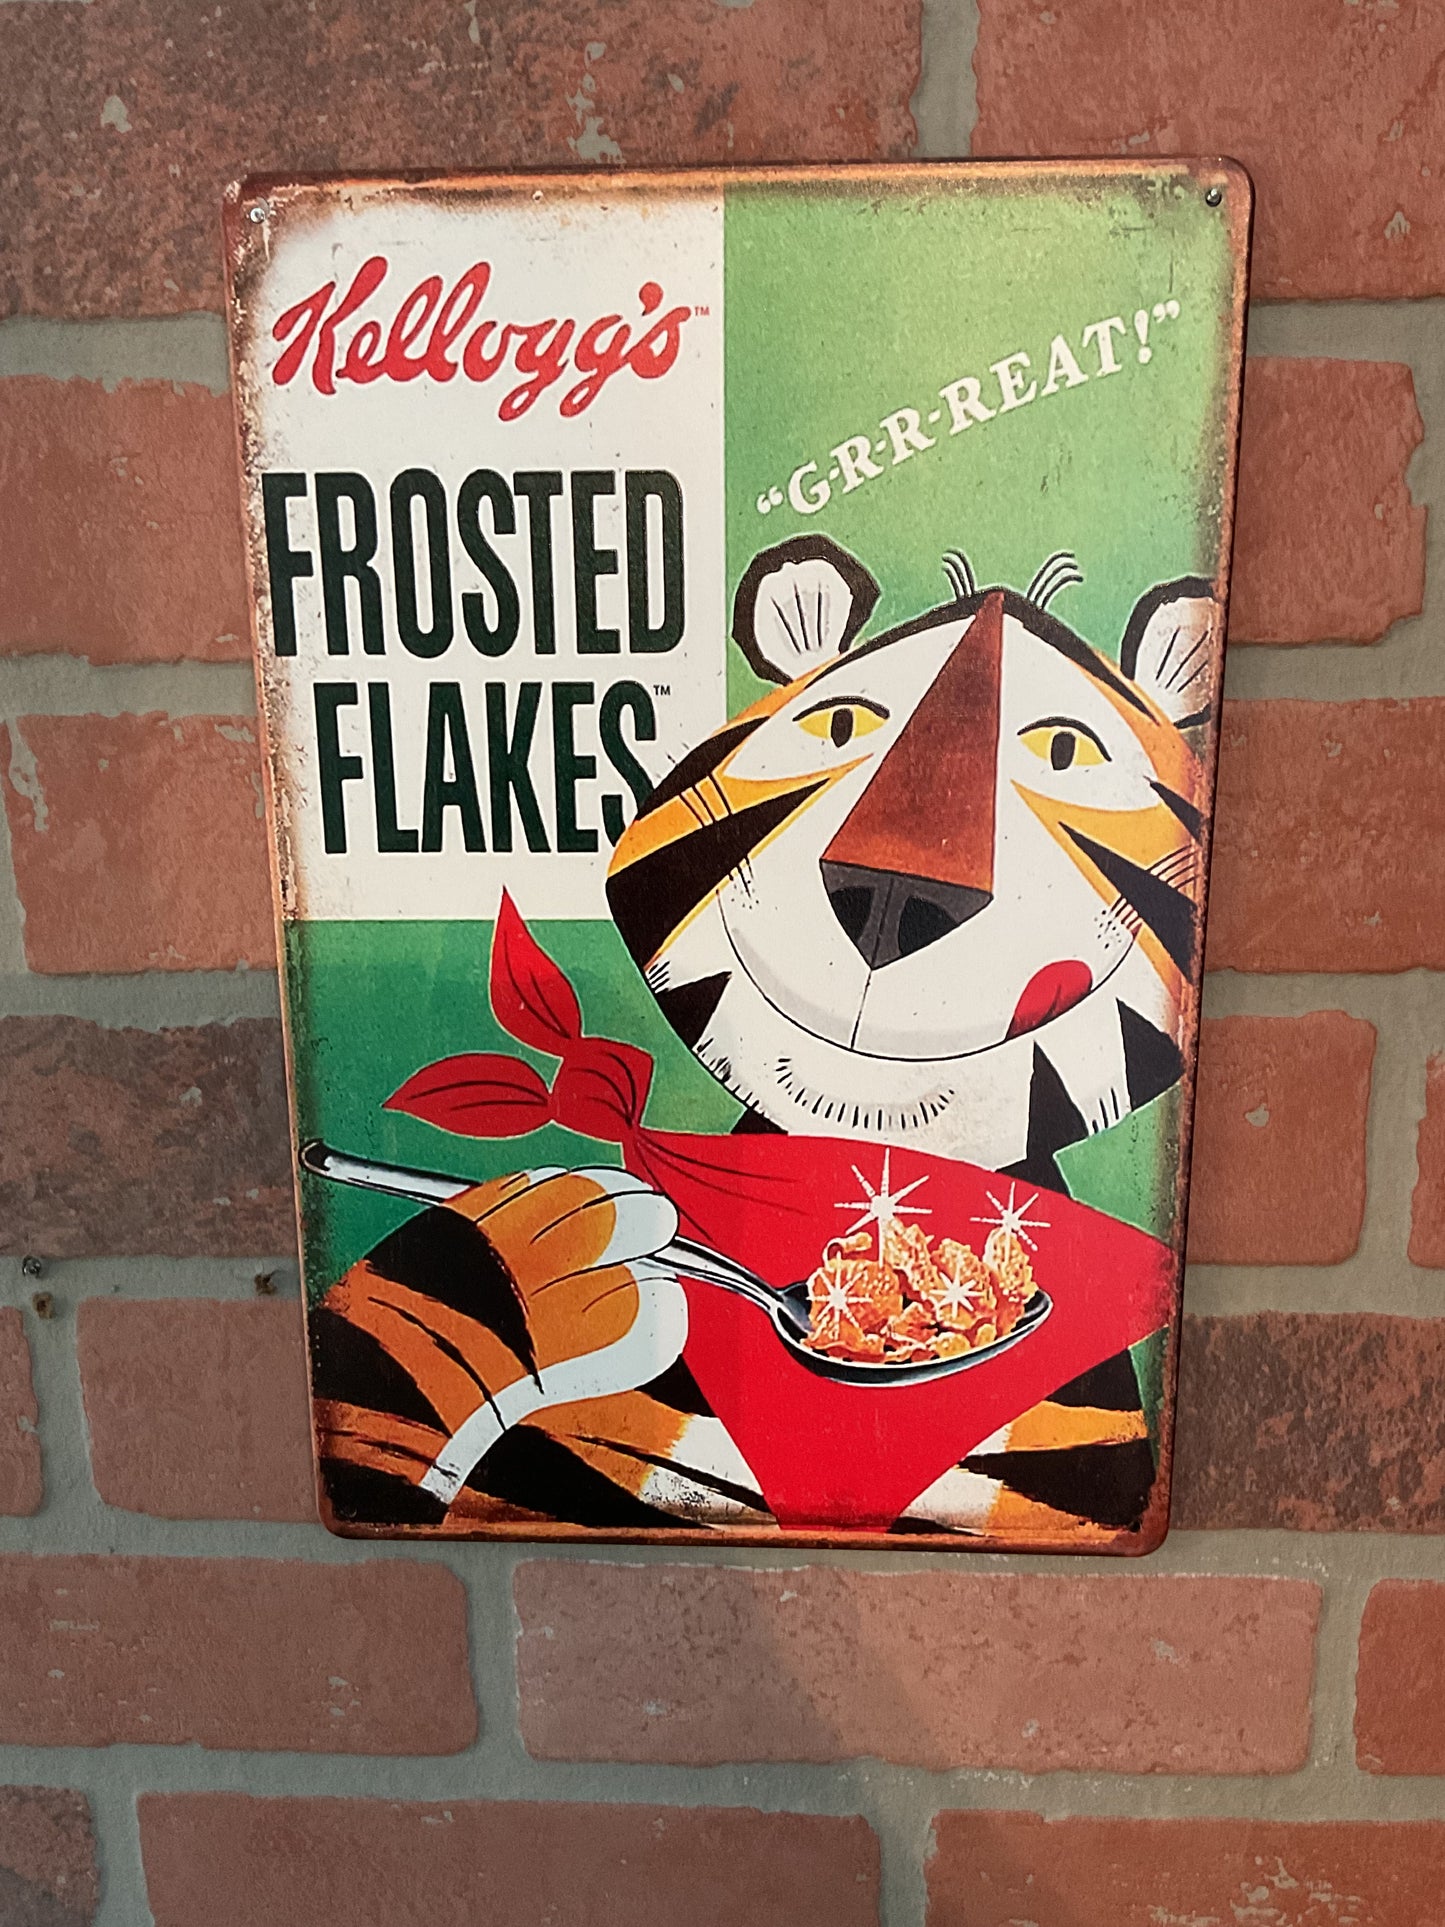 Kellogg's™
FROSTED
FLAKES™
“G-R-R-REAT!”